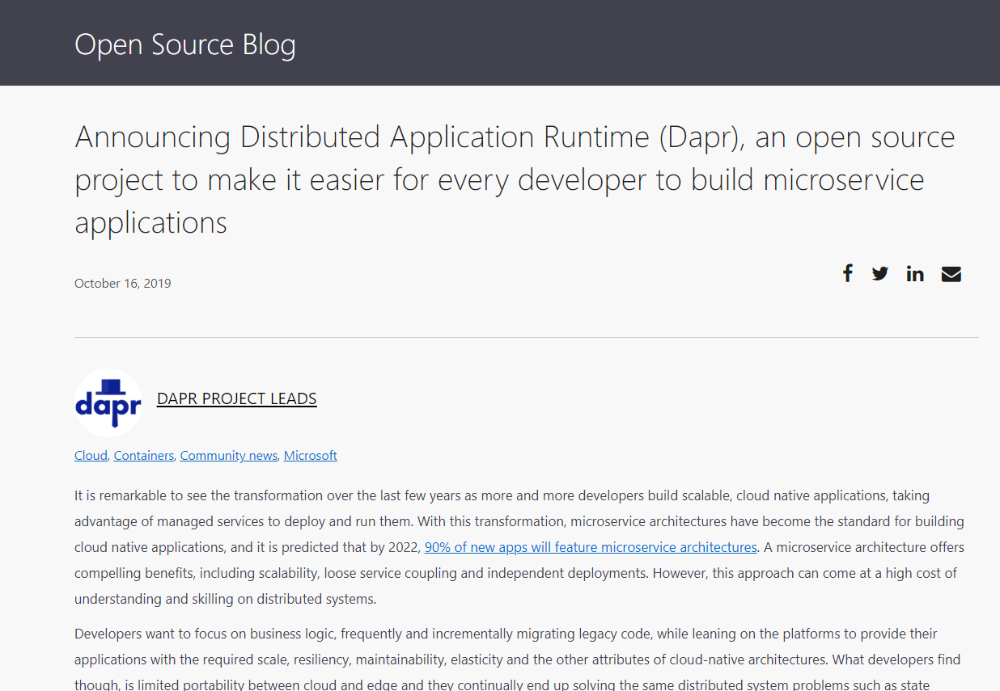 Open Source Blog
Announcing Distributed Application Runtime (Dapr), an open source
project to make it easier for every developer to build microservice
applications
October 16, 2019
dapr
DAPR PROJECT LEADS
Cloud, Containers, Community news, Microsoft
It is remarkable to see the transformation over the last few years as more and more developers build scalable, cloud native applications, taking
advantage of managed services to deploy and run them. With this transformation, microservice architectures have become the standard for building
cloud native applications, and it is predicted that by 2022, 90% of new apps will feature microservice architectures. A microservice architecture offers
compelling benefits, including scalability, loose service coupling and independent deployments. However, this approach can come at a high cost of
understanding and skilling on distributed systems.
Developers want to focus on business logic, frequently and incrementally migrating legacy code, while leaning on the platforms to provide their
applications with the required scale, resiliency, maintainability, elasticity and the other attributes of cloud-native architectures. What developers find
though, is limited portability between cloud and edge and they continually end up solving the same distributed system problems such as state